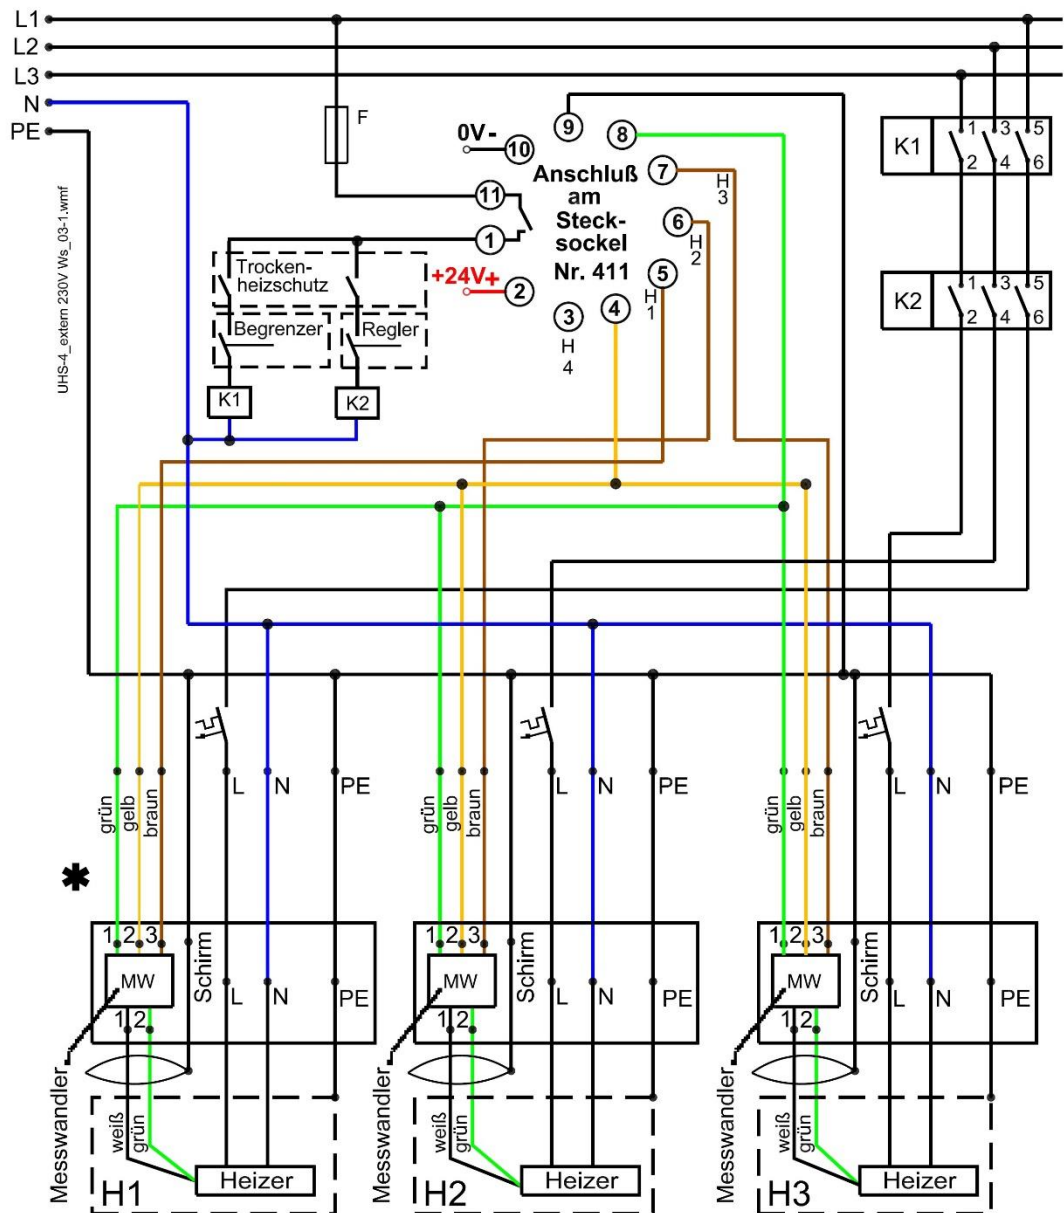 L1
L2
L3
N
PE
UHS-4_extern 230V Ws_03-1.wmf
F
0V-
10
9
8
7
H
3
11
Anschluß
am
Steck-
sockel
Nr. 411
6
H
2
1
5
H
1
+24V+
2
3
H
4
4
Trocken-
heizschutz
Begrenzer
Regler
K1
K2
K1
1
3
5
2
4
6
K2
1
3
5
2
4
6
grün
gelb
braun
L
N
PE
grün
gelb
braun
L
N
PE
grün
gelb
braun
L
N
PE
*
1 2 3
MW
1 2
Schirm
L
N
PE
Messwandler
weiß
grün
Heizer
H1
1 2 3
MW
1 2
Schirm
L
N
PE
Messwandler
weiß
grün
Heizer
H2
1 2 3
MW
1 2
Schirm
L
N
PE
Messwandler
weiß
grün
Heizer
H3